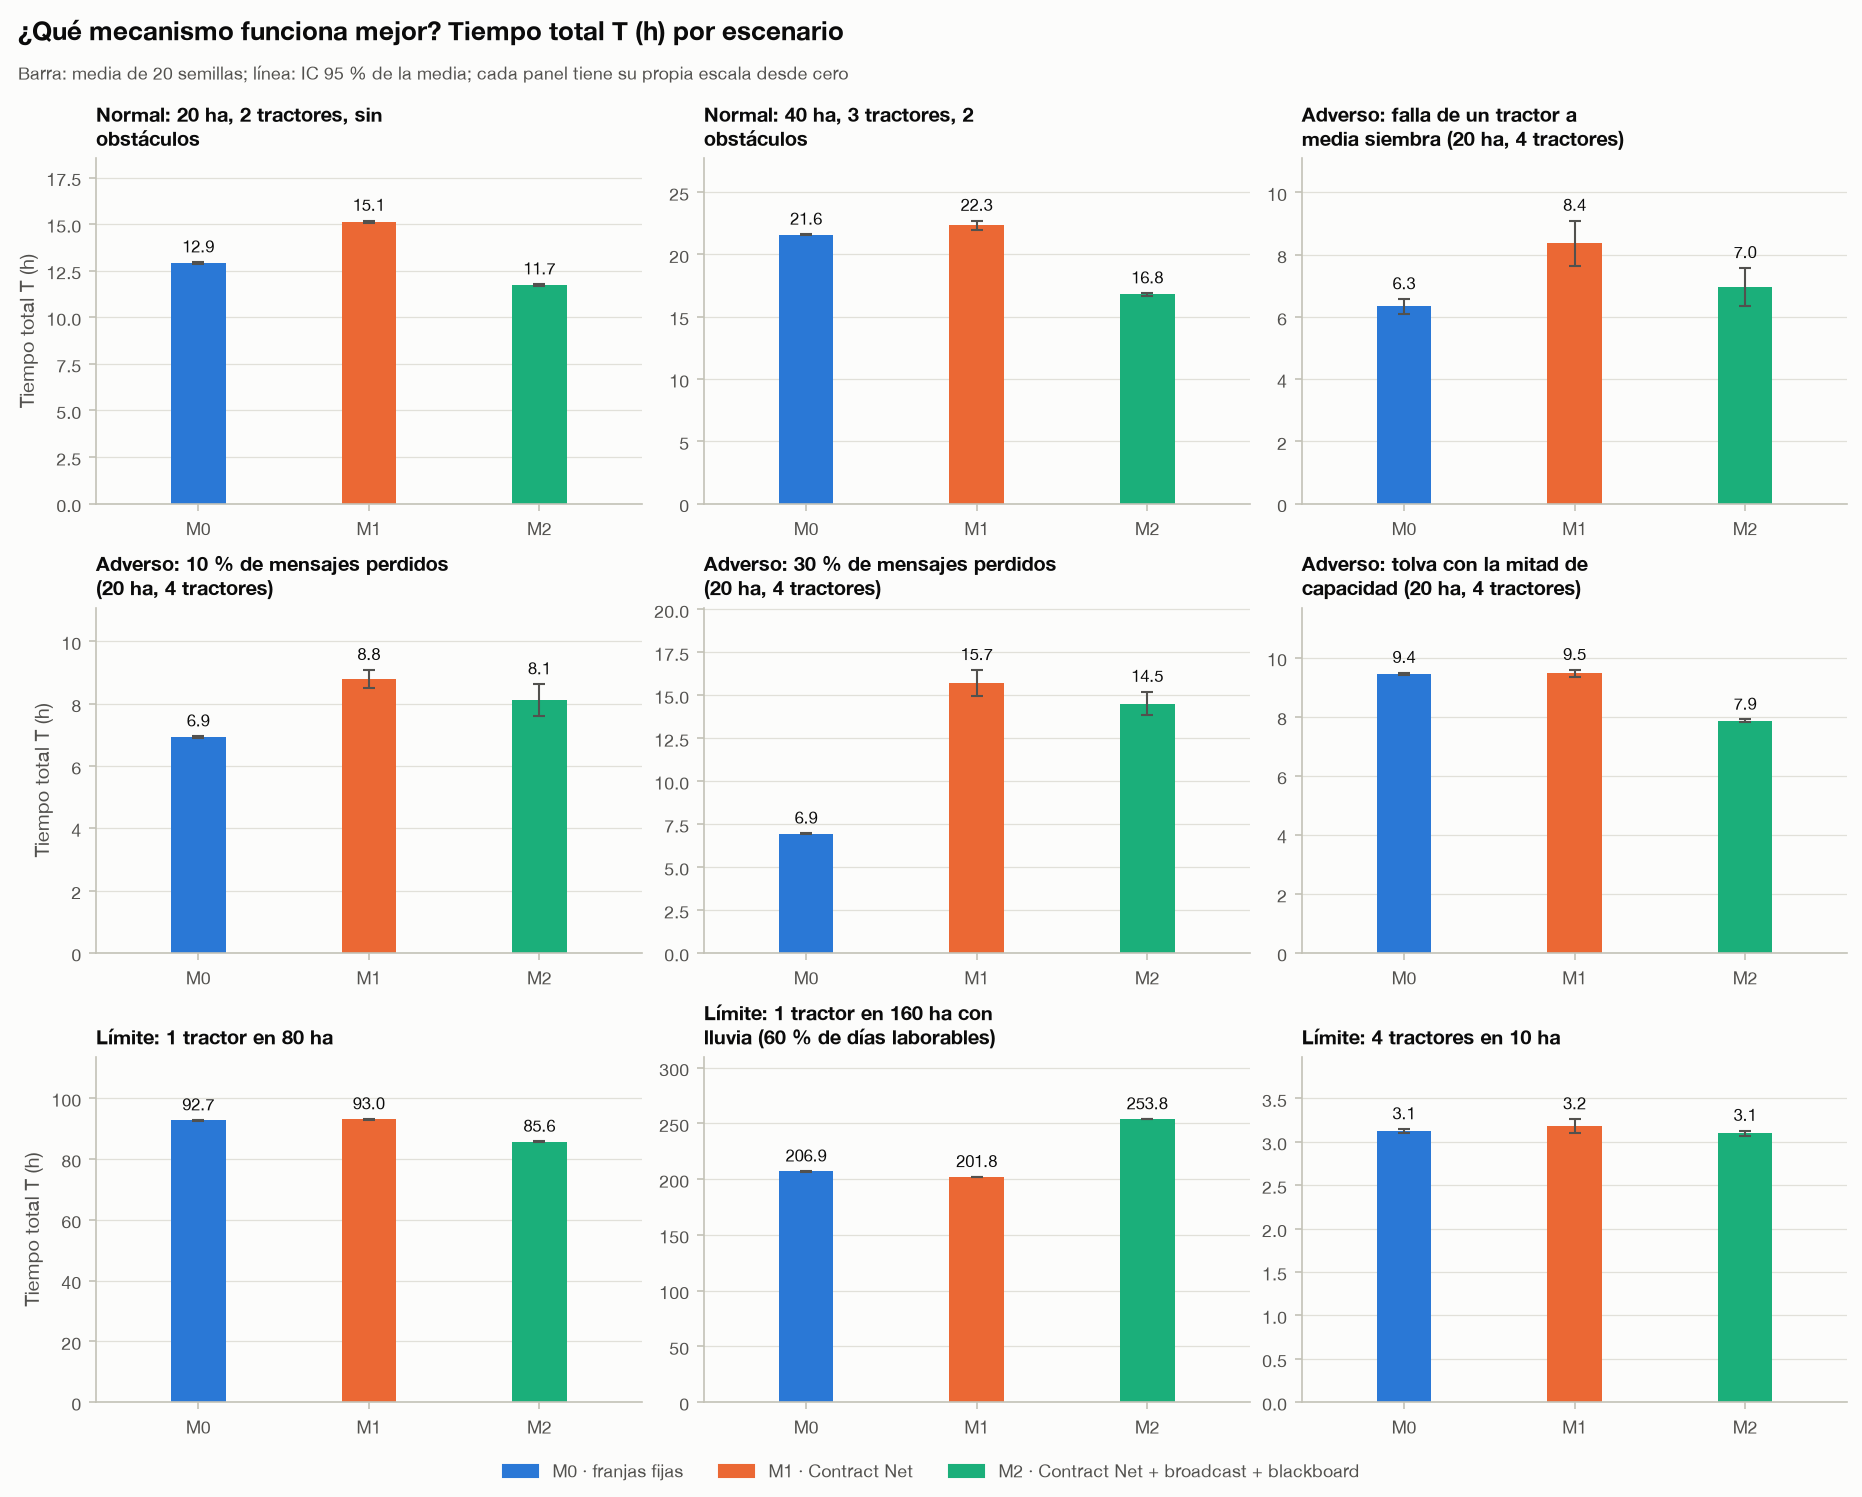 ¿Qué mecanismo funciona mejor? Tiempo total T (h) por escenario
Barra: media de 20 semillas; línea: IC 95 % de la media; cada panel tiene su propia escala desde cero
Normal: 20 ha, 2 tractores, sin
obstáculos
Tiempo total T (h)
17.5
15.0
12.5
10.0
7.5
5.0
2.5
0.0
12.9
15.1
11.7
M0
M1
M2
Normal: 40 ha, 3 tractores, 2
obstáculos
25
20
15
10
5
0
21.6
22.3
16.8
M0
M1
M2
Adverso: falla de un tractor a
media siembra (20 ha, 4 tractores)
10
8
6
4
2
0
6.3
8.4
7.0
M0
M1
M2
Adverso: 10 % de mensajes perdidos
(20 ha, 4 tractores)
Tiempo total T (h)
10
8
6
4
2
0
6.9
8.8
8.1
M0
M1
M2
Adverso: 30 % de mensajes perdidos
(20 ha, 4 tractores)
20.0
17.5
15.0
12.5
10.0
7.5
5.0
2.5
0.0
6.9
15.7
14.5
M0
M1
M2
Adverso: tolva con la mitad de
capacidad (20 ha, 4 tractores)
10
8
6
4
2
0
9.4
9.5
7.9
M0
M1
M2
Límite: 1 tractor en 80 ha
Tiempo total T (h)
100
80
60
40
20
0
92.7
93.0
85.6
M0
M1
M2
Límite: 1 tractor en 160 ha con
lluvia (60 % de días laborables)
300
250
200
150
100
50
0
206.9
201.8
253.8
M0
M1
M2
Límite: 4 tractores en 10 ha
3.5
3.0
2.5
2.0
1.5
1.0
0.5
0.0
3.1
3.2
3.1
M0
M1
M2
M0 · franjas fijas
M1 · Contract Net
M2 · Contract Net + broadcast + blackboard